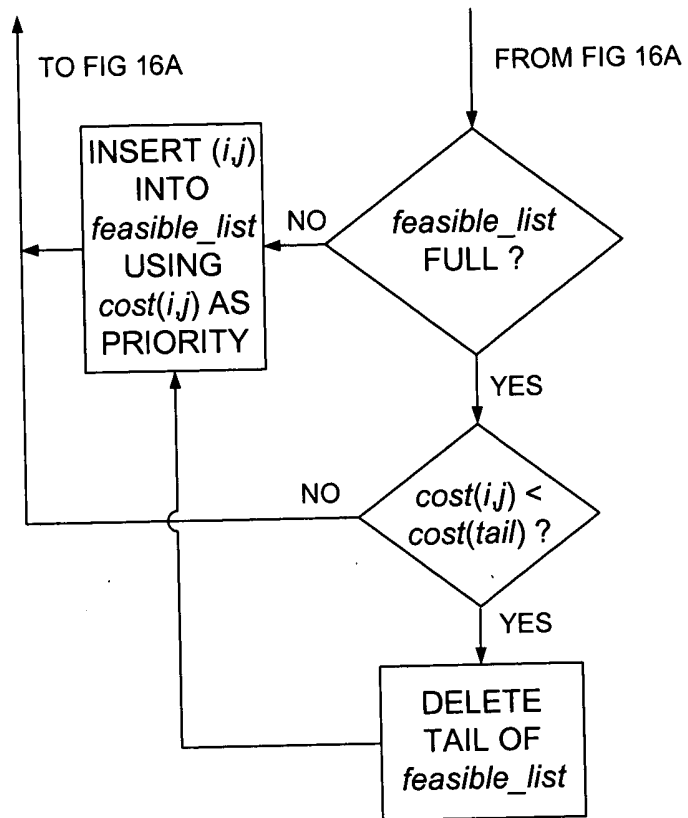 TO FIG 16A
FROM FIG 16A
INSERT (i,j)
INTO
feasible_list
USING
cost(i,j) AS
PRIORITY
NO
feasible_list
FULL ?
YES
NO
cost(i,j) <
cost(tail) ?
YES
DELETE
TAIL OF
feasible_list